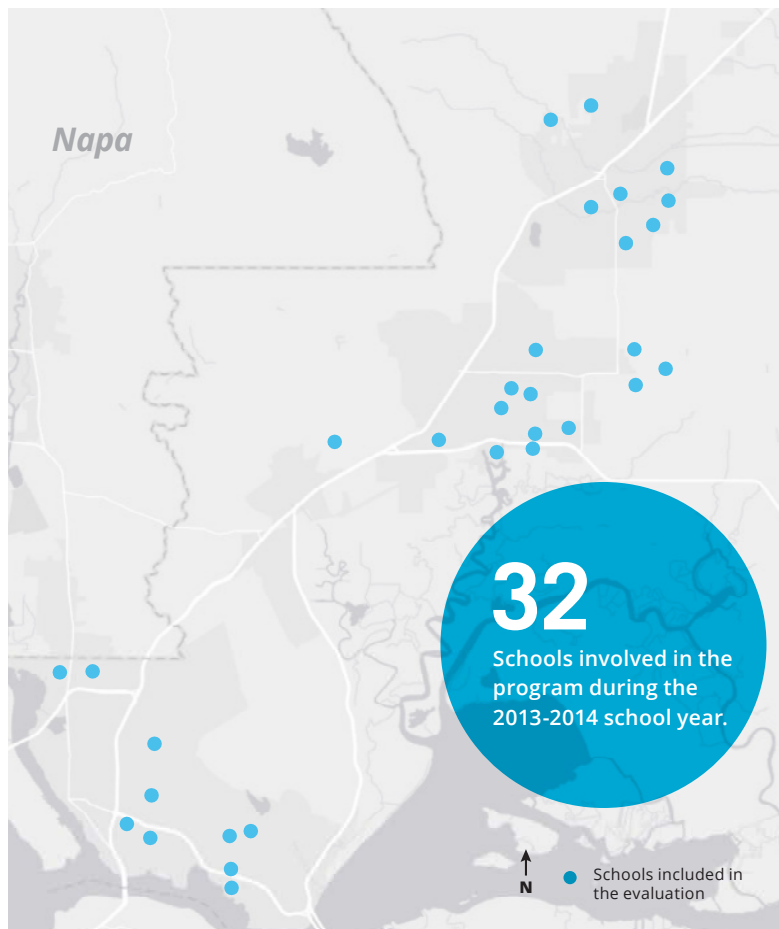 Napa
32
Schools involved in the
program during the
2013-2014 school year.
N
Schools included in
the evaluation